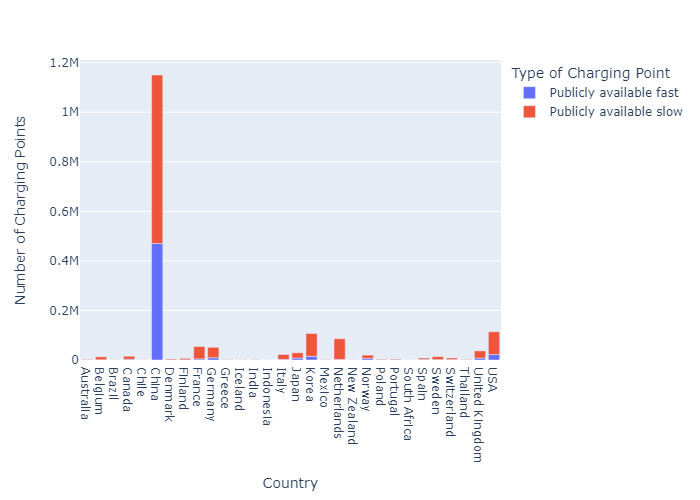 Type of Charging Point
Publicly available fast
Publicly available slow
Number of Charging Points
1.2M
1M
0.8M
0.6M
0.4M
0.2M
0
Australia
Belgium
Brazil
Canada
Chile
China
Denmark
Finland
France
Germany
Greece
Iceland
India
Indonesia
Italy
Japan
Korea
Mexico
Netherlands
New Zealand
Norway
Poland
Portugal
South Africa
Spain
Sweden
Switzerland
Thailand
United Kingdom
USA
Country